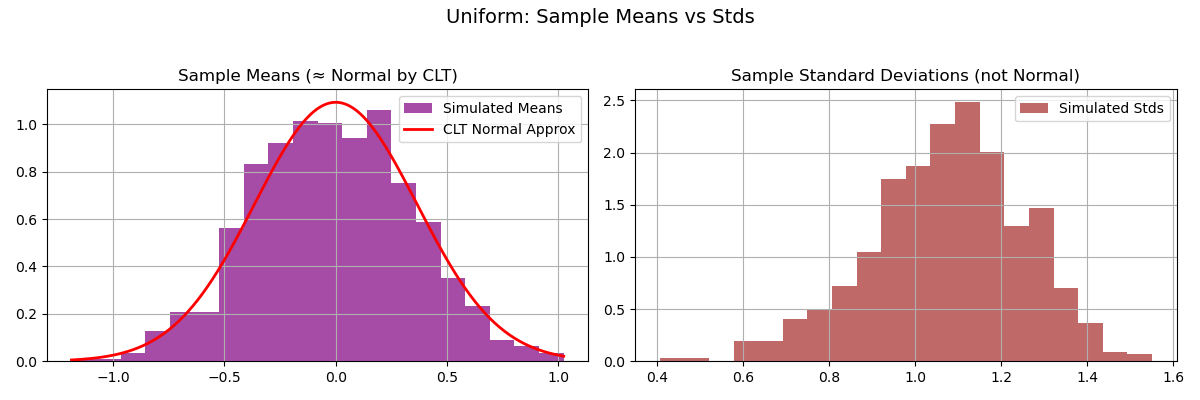 Uniform: Sample Means vs Stds
Sample Means (≈ Normal by CLT)
Simulated Means
CLT Normal Approx
1.0
0.8
0.6
0.4
0.2
0.0
−1.0 −0.5 0.0 0.5 1.0
Sample Standard Deviations (not Normal)
Simulated Stds
2.5
2.0
1.5
1.0
0.5
0.0
0.4 0.6 0.8 1.0 1.2 1.4 1.6